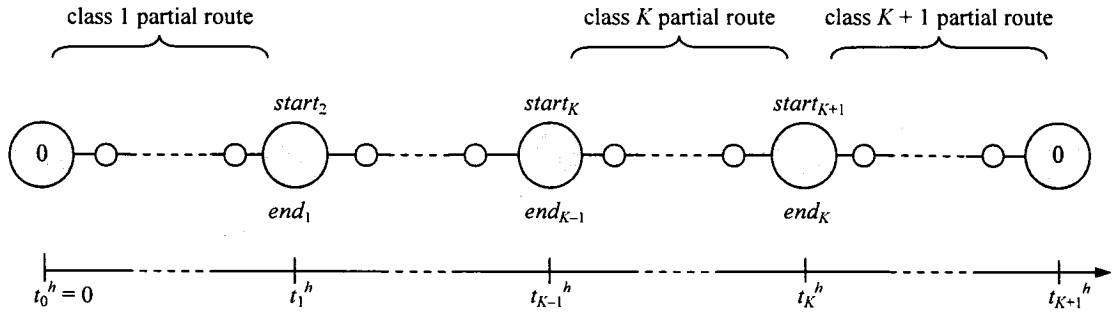 class 1 partial route class K partial route class K + 1 partial route
start₂ startₖ startₖ₊₁
0 0
end₁ endₖ₋₁ endₖ
t₀ʰ = 0 t₁ʰ tₖ₋₁ʰ tₖʰ tₖ₊₁ʰ